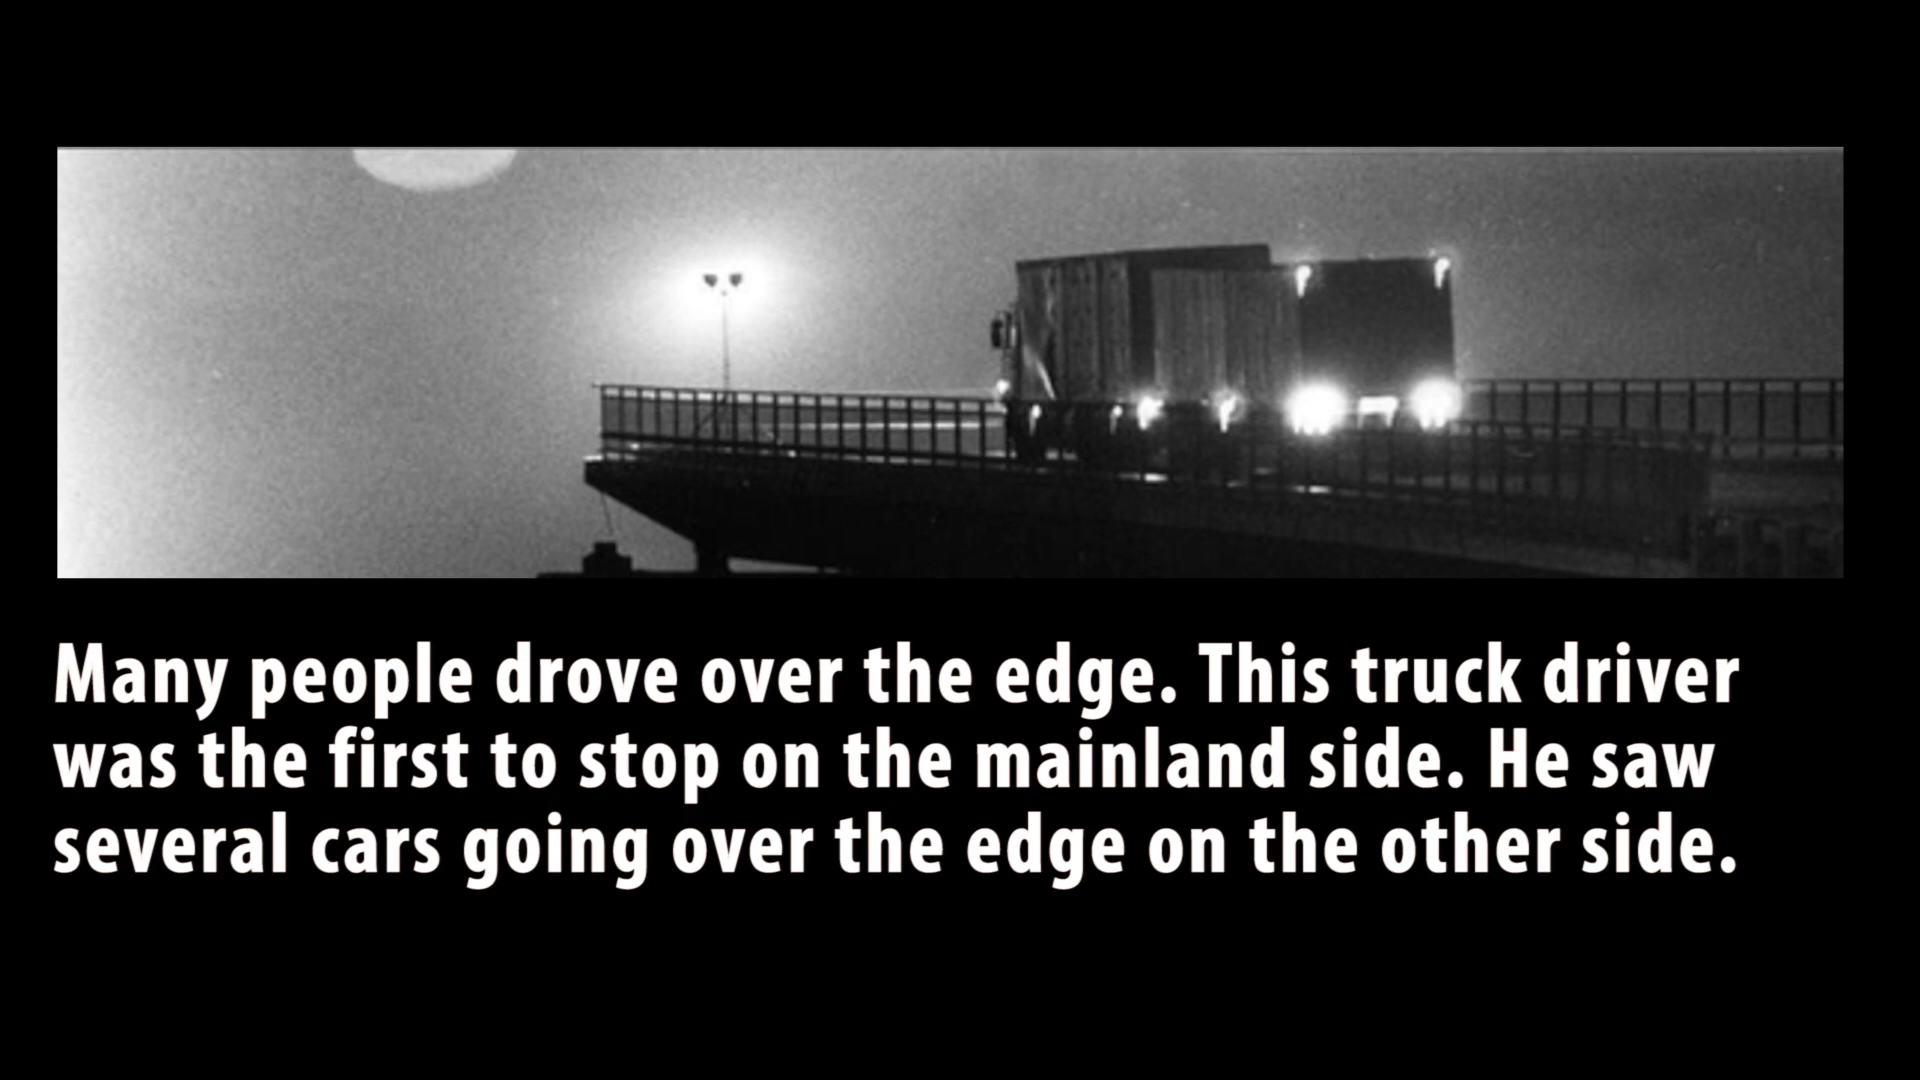 Many people drove over the edge. This truck driver
was the first to stop on the mainland side. He saw
several cars going over the edge on the other side.